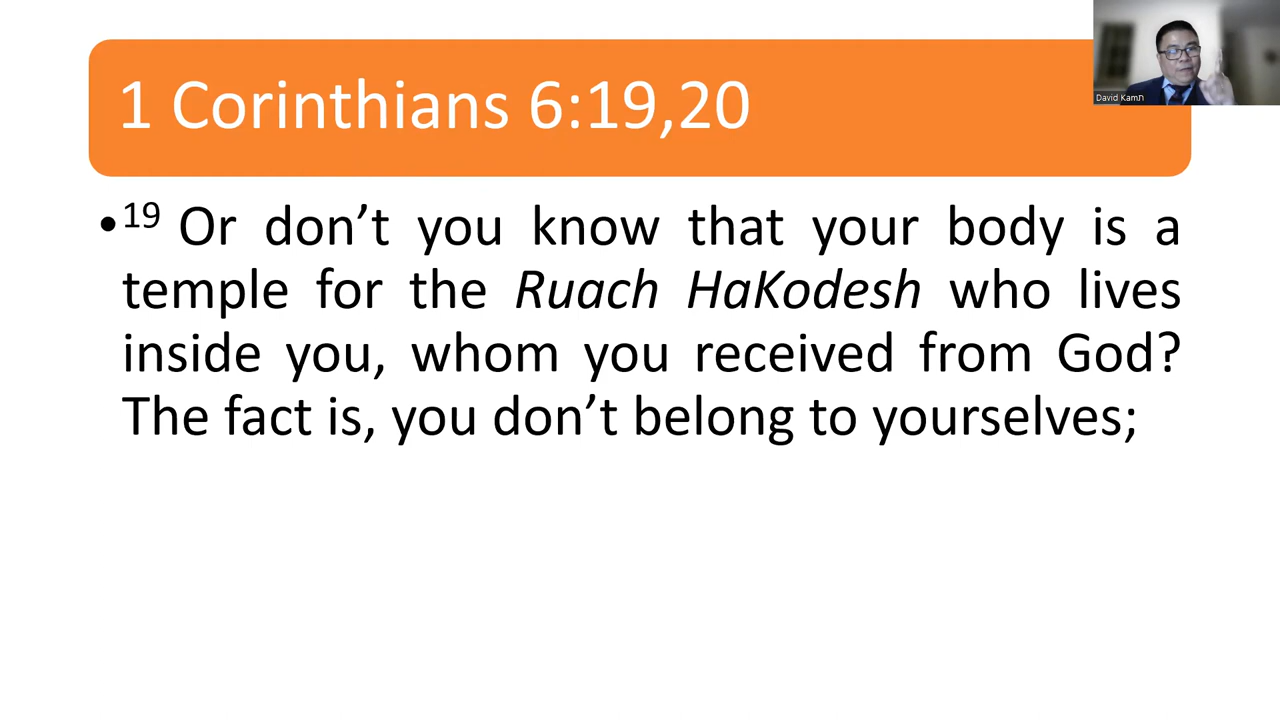 1 Corinthians 6:19,20
David Kamת
•19 Or don’t you know that your body is a
temple for the Ruach HaKodesh who lives
inside you, whom you received from God?
The fact is, you don’t belong to yourselves;